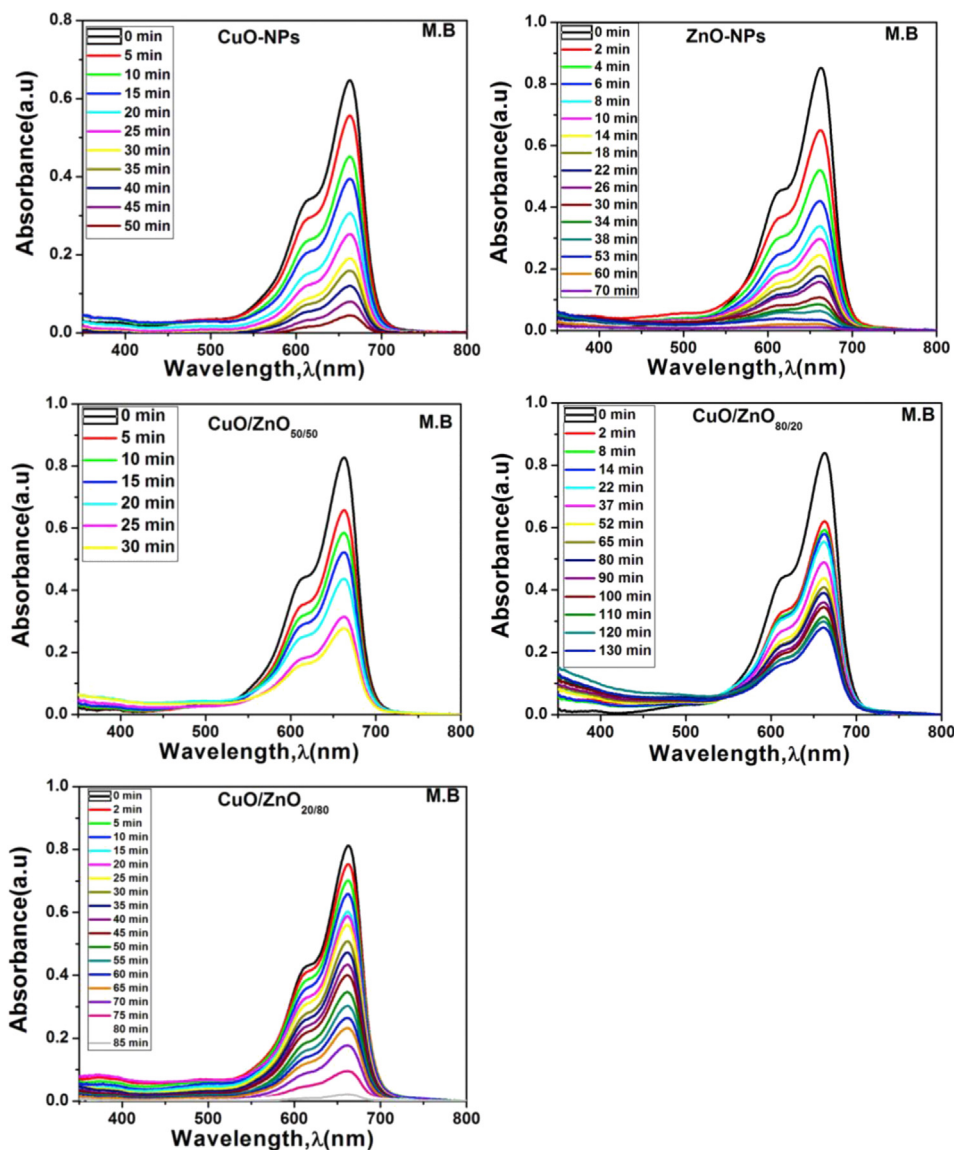 CuO-NPs
M.B
0 min
5 min
10 min
15 min
20 min
25 min
30 min
35 min
40 min
45 min
50 min
Absorbance(a.u)
0.8
0.6
0.4
0.2
0.0
400 500 600 700 800
Wavelength,λ(nm)
ZnO-NPs
M.B
0 min
2 min
4 min
6 min
8 min
10 min
14 min
18 min
22 min
26 min
30 min
34 min
38 min
53 min
60 min
70 min
Absorbance(a.u)
1.0
0.8
0.6
0.4
0.2
0.0
400 500 600 700 800
Wavelength,λ(nm)
CuO/ZnO50/50
M.B
0 min
5 min
10 min
15 min
20 min
25 min
30 min
Absorbance(a.u)
1.0
0.8
0.6
0.4
0.2
0.0
400 500 600 700 800
Wavelength,λ(nm)
CuO/ZnO80/20
M.B
0 min
2 min
8 min
14 min
22 min
37 min
52 min
65 min
80 min
90 min
100 min
110 min
120 min
130 min
Absorbance(a.u)
1.0
0.8
0.6
0.4
0.2
0.0
400 500 600 700 800
Wavelength,λ(nm)
CuO/ZnO20/80
M.B
0 min
2 min
5 min
10 min
15 min
20 min
25 min
30 min
35 min
40 min
45 min
50 min
55 min
60 min
65 min
70 min
75 min
80 min
85 min
Absorbance(a.u)
1.0
0.8
0.6
0.4
0.2
0.0
400 500 600 700 800
Wavelength,λ(nm)